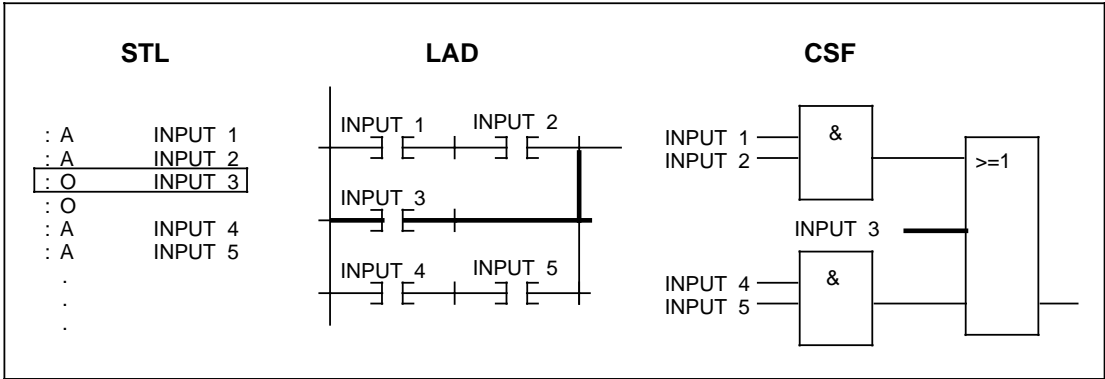 STL
LAD
CSF
: A INPUT 1
: A INPUT 2
: O INPUT 3
: O
: A INPUT 4
: A INPUT 5
.
.
.
INPUT 1 INPUT 2
INPUT 3
INPUT 4 INPUT 5
INPUT 1
INPUT 2
&
>=1
INPUT 3
INPUT 4
INPUT 5
&